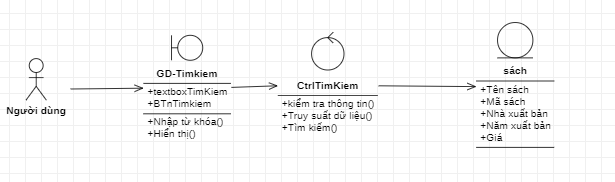 Người dùng
GD-Timkiem
+textboxTimKiem
+BTnTimkiem
+Nhập từ khóa()
+Hiển thị()
CtrlTimKiem
+kiểm tra thông tin()
+Truy suất dữ liệu()
+Tìm kiếm()
sách
+Tên sách
+Mã sách
+Nhà xuất bản
+Năm xuất bản
+Giá